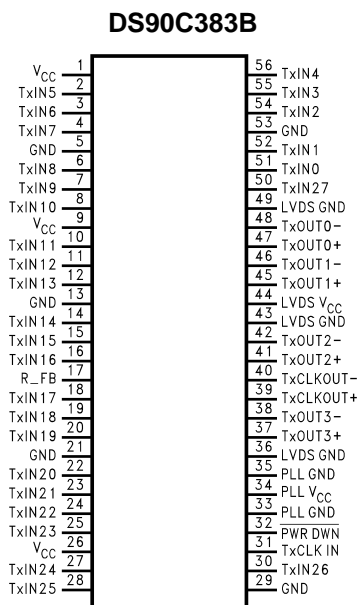 DS90C383B
V_CC 1 56 TxIN4
TxIN5 2 55 TxIN3
TxIN6 3 54 TxIN2
TxIN7 4 53 GND
GND 5 52 TxIN1
TxIN8 6 51 TxIN0
TxIN9 7 50 TxIN27
TxIN10 8 49 LVDS GND
V_CC 9 48 TxOUT0-
TxIN11 10 47 TxOUT0+
TxIN12 11 46 TxOUT1-
TxIN13 12 45 TxOUT1+
GND 13 44 LVDS V_CC
TxIN14 14 43 LVDS GND
TxIN15 15 42 TxOUT2-
TxIN16 16 41 TxOUT2+
R_FB 17 40 TxCLKOUT-
TxIN17 18 39 TxCLKOUT+
TxIN18 19 38 TxOUT3-
TxIN19 20 37 TxOUT3+
GND 21 36 LVDS GND
TxIN20 22 35 PLL GND
TxIN21 23 34 PLL V_CC
TxIN22 24 33 PLL GND
TxIN23 25 32 PWR DWN
V_CC 26 31 TxCLK IN
TxIN24 27 30 TxIN26
TxIN25 28 29 GND